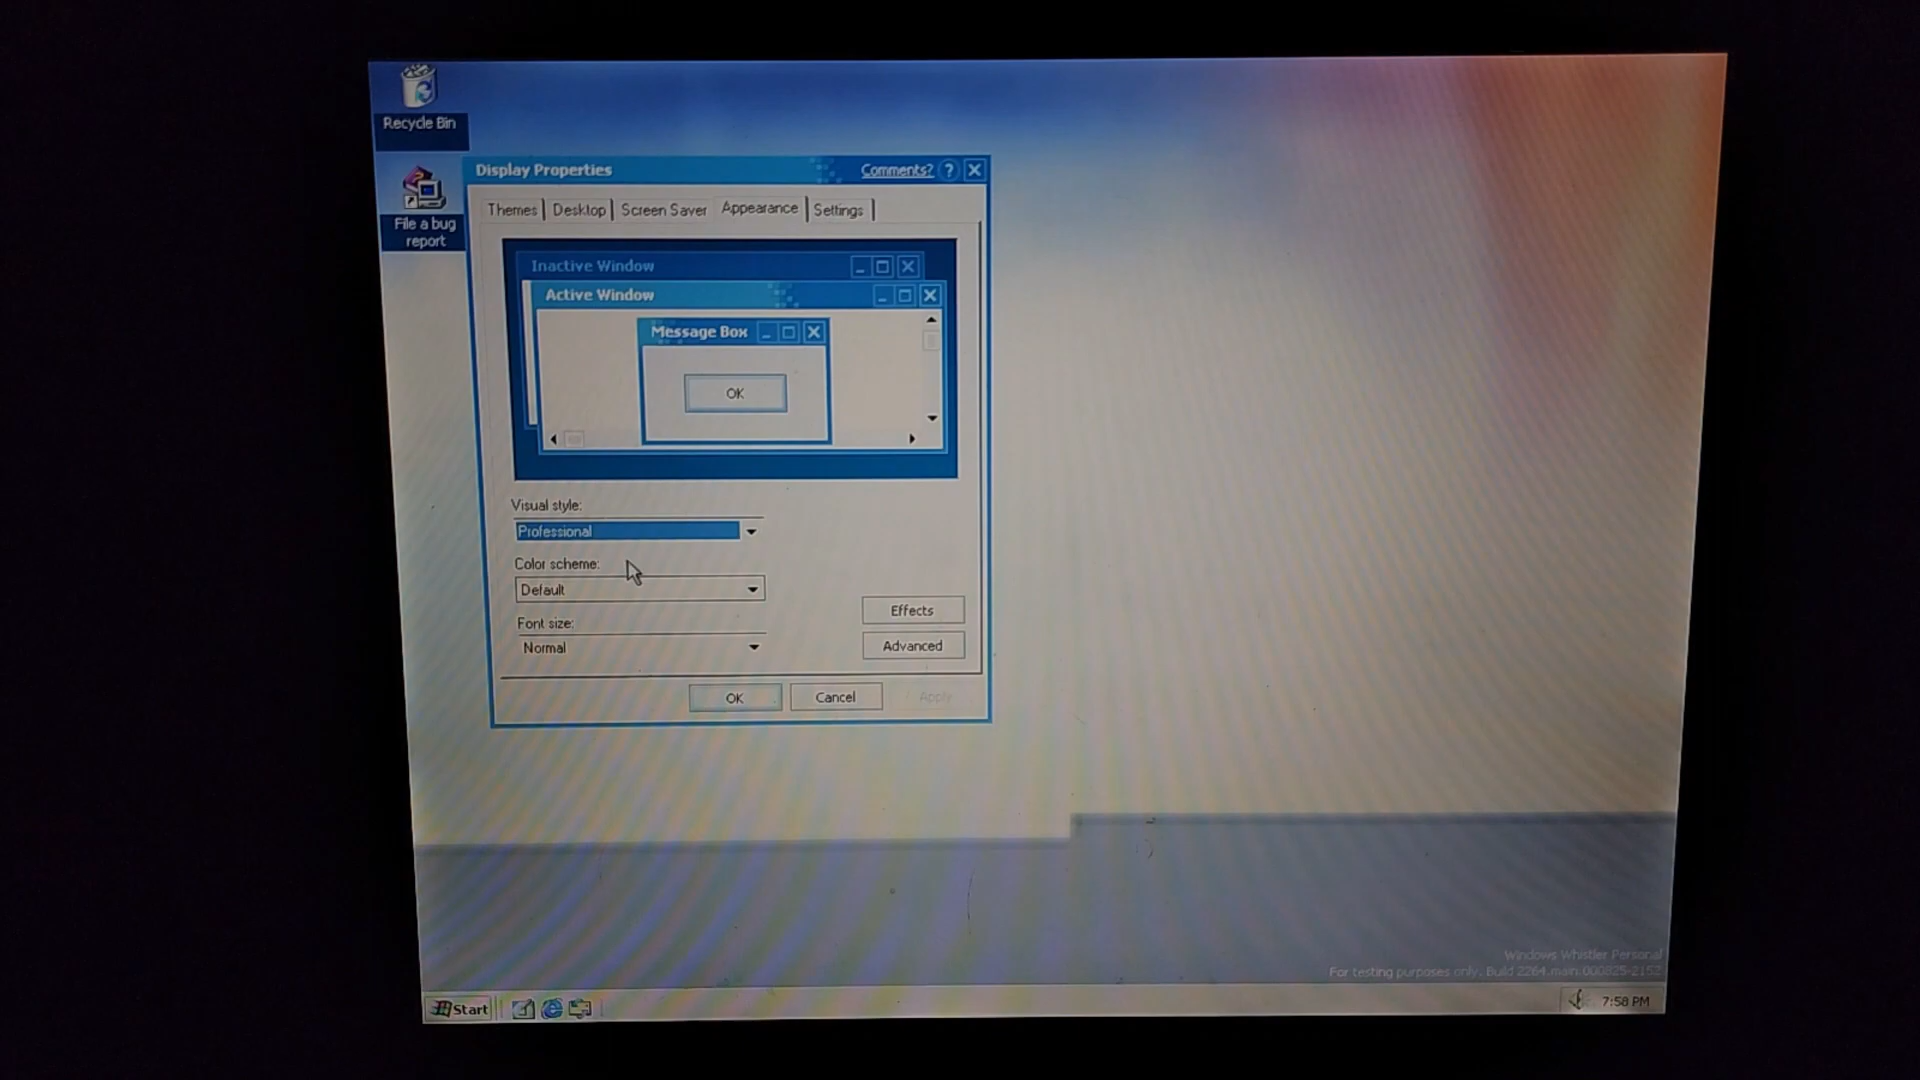 Recycle Bin
File a bug
report
Display Properties
Comments?
?
Themes
Desktop
Screen Saver
Appearance
Settings
Inactive Window
Active Window
Message Box
OK
Visual style:
Professional
Color scheme:
Default
Font size:
Normal
Effects
Advanced
OK
Cancel
Apply
Windows Whistler Personal
For testing purposes only. Build 2264.main.000825-2152
Start
7:58 PM